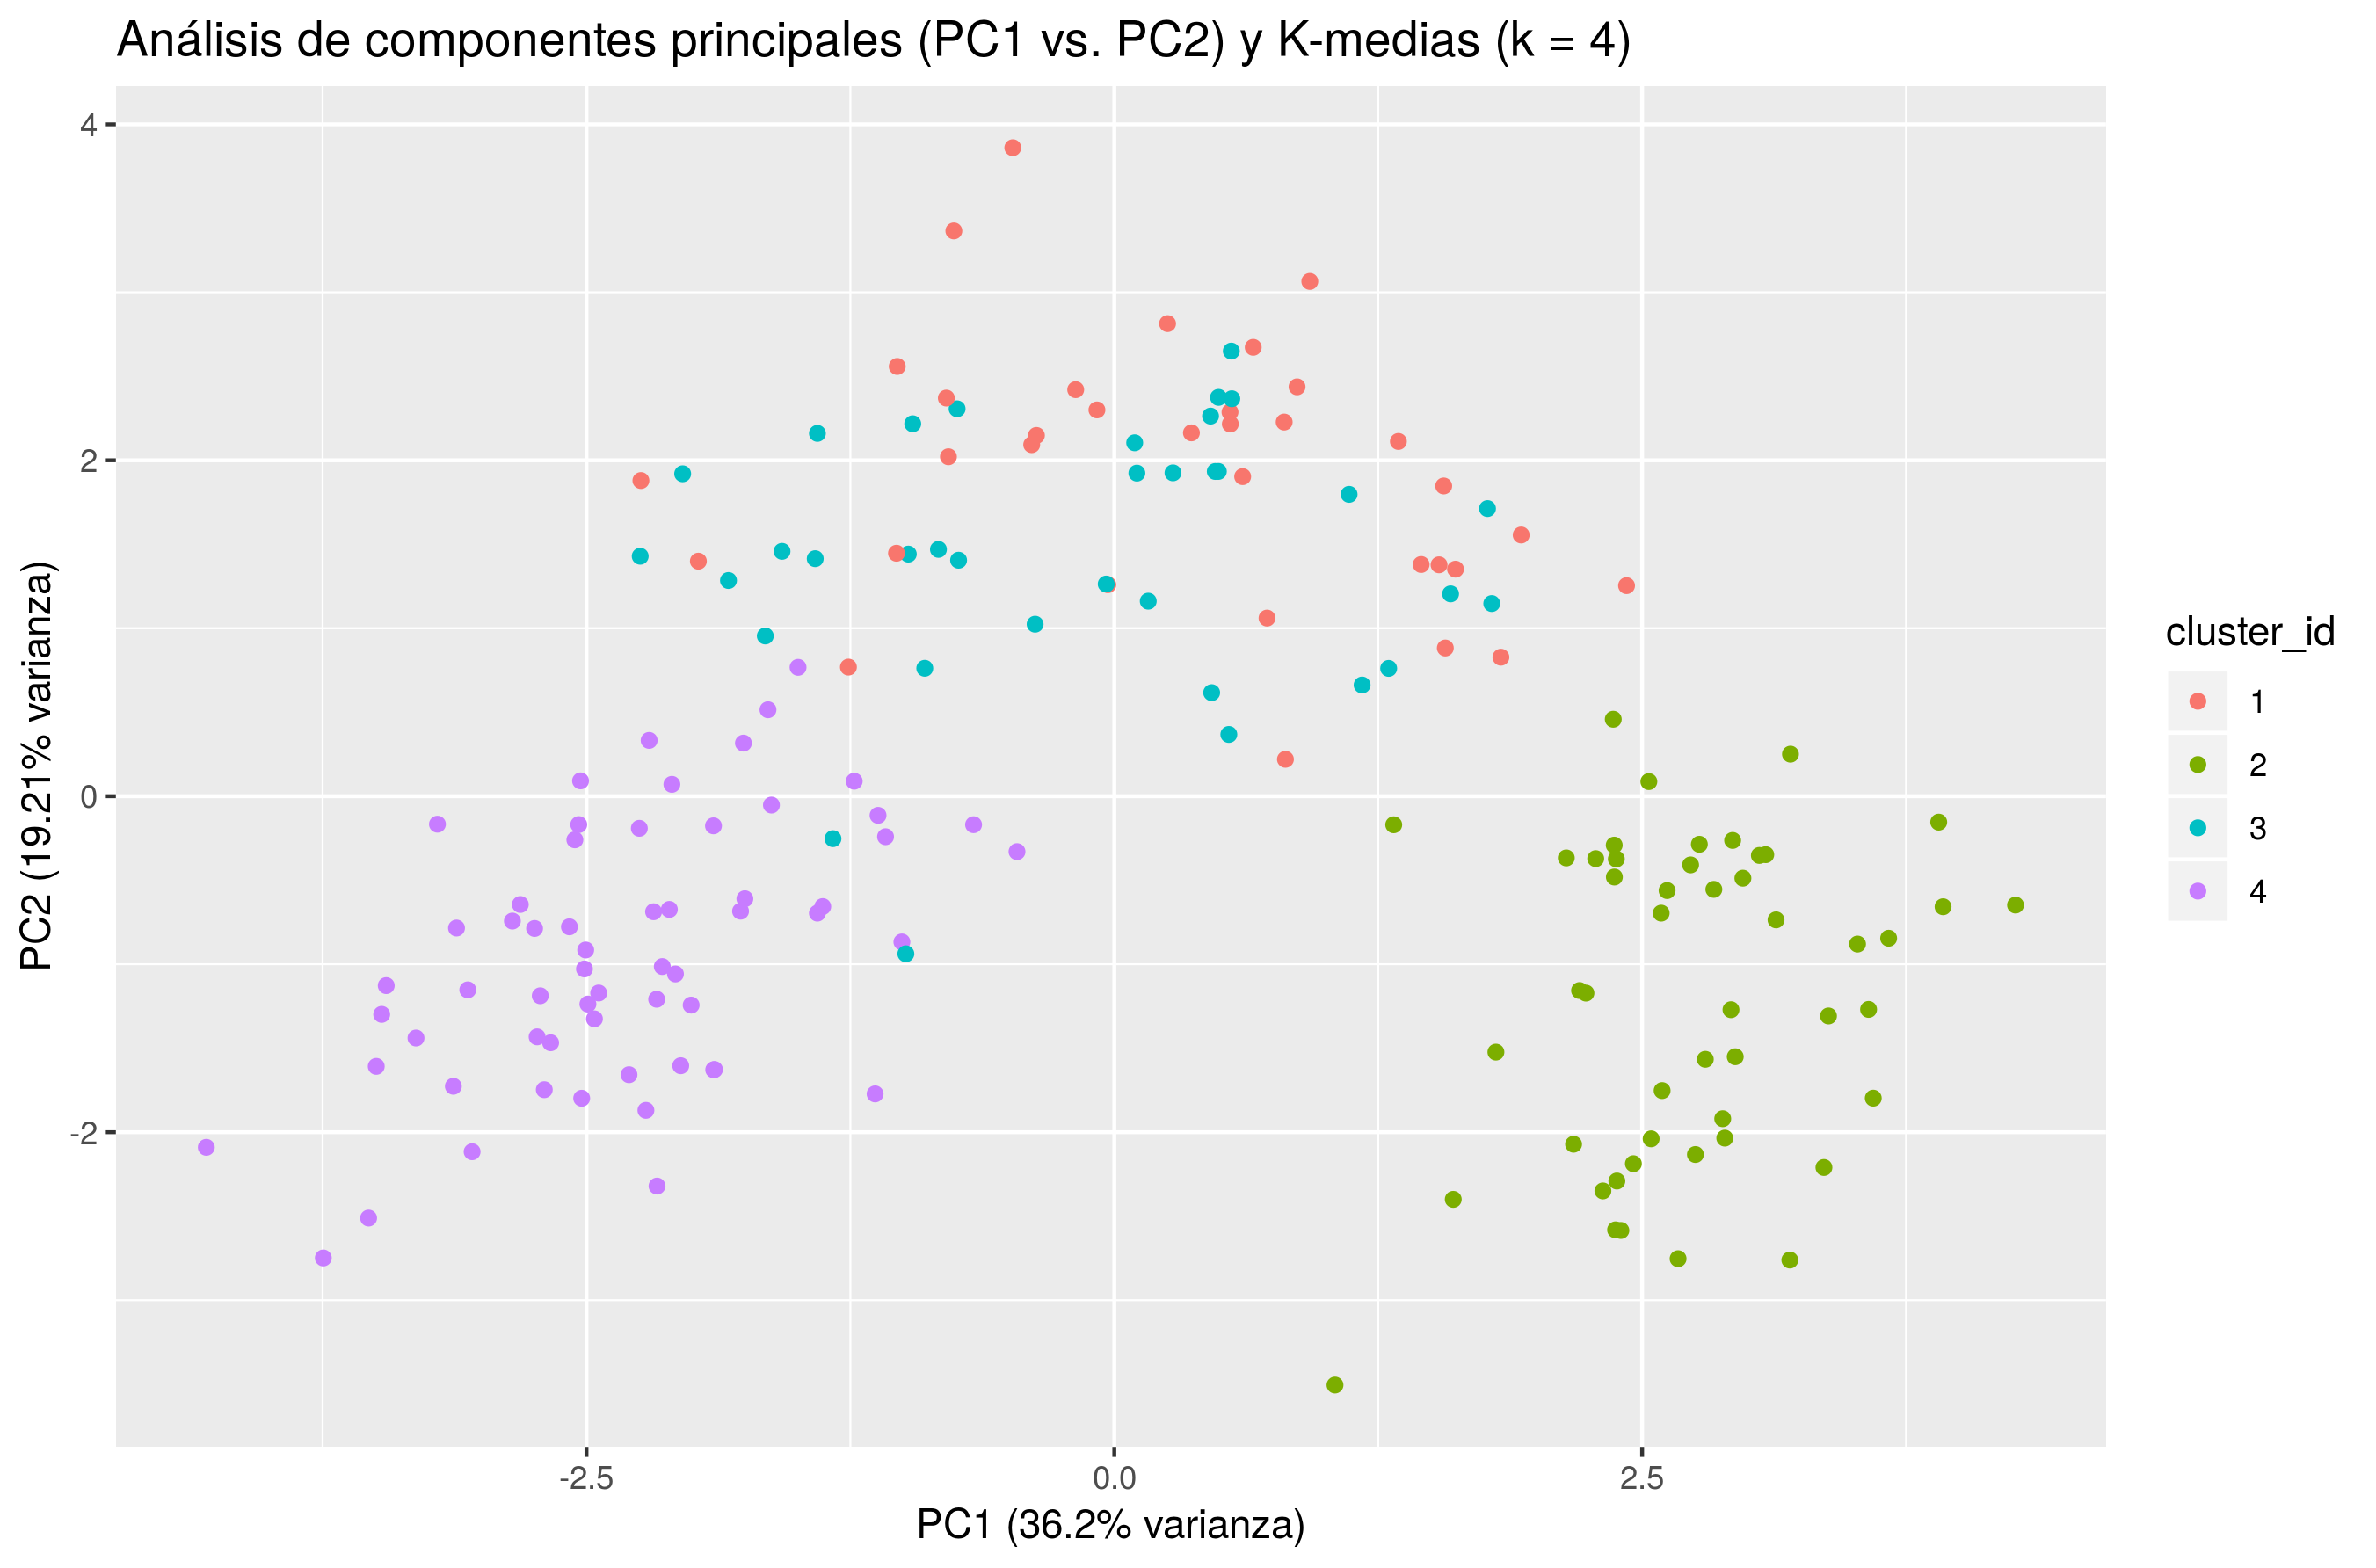 Análisis de componentes principales (PC1 vs. PC2) y K-medias (k = 4)
4
2
0
-2
PC2 (19.21% varianza)
-2.5
0.0
2.5
PC1 (36.2% varianza)
cluster_id
1
2
3
4